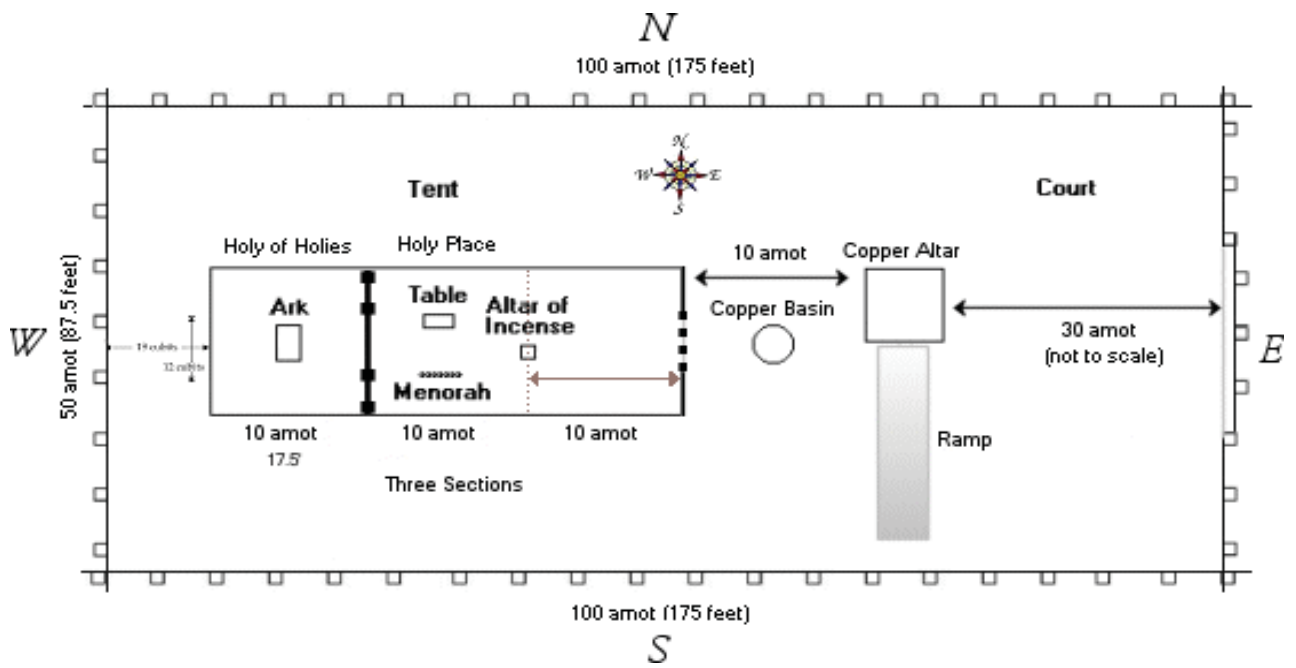 N
100 amot (175 feet)
N
W E
S
Tent
Court
Holy of Holies
Holy Place
10 amot
Copper Altar
W
50 amot (87.5 feet)
cubits
cubits
Ark
Table
Altar of
Incense
Menorah
Copper Basin
30 amot
(not to scale)
E
10 amot
17.5'
10 amot
10 amot
Ramp
Three Sections
100 amot (175 feet)
S